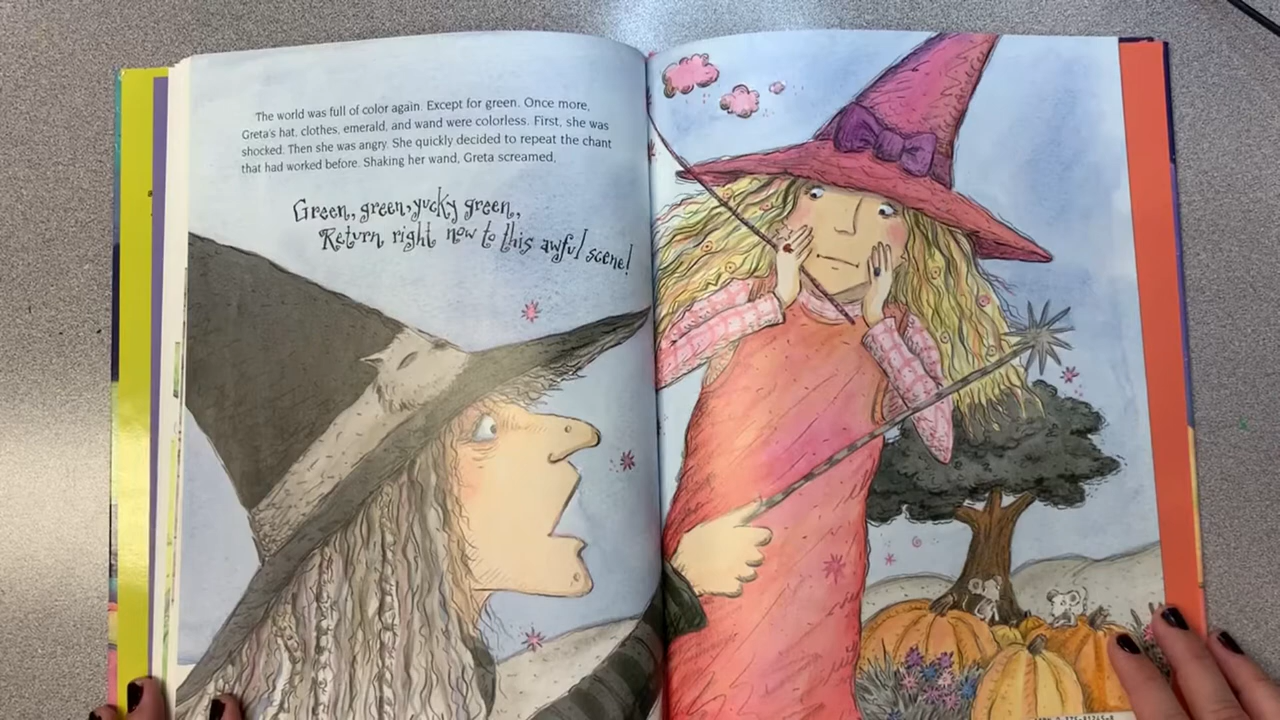 The world was full of color again. Except for green. Once more,
Greta's hat, clothes, emerald, and wand were colorless. First, she was
shocked. Then she was angry. She quickly decided to repeat the chant
that had worked before. Shaking her wand, Greta screamed,
Green, green, yucky green,
Return right now to this awful scene!